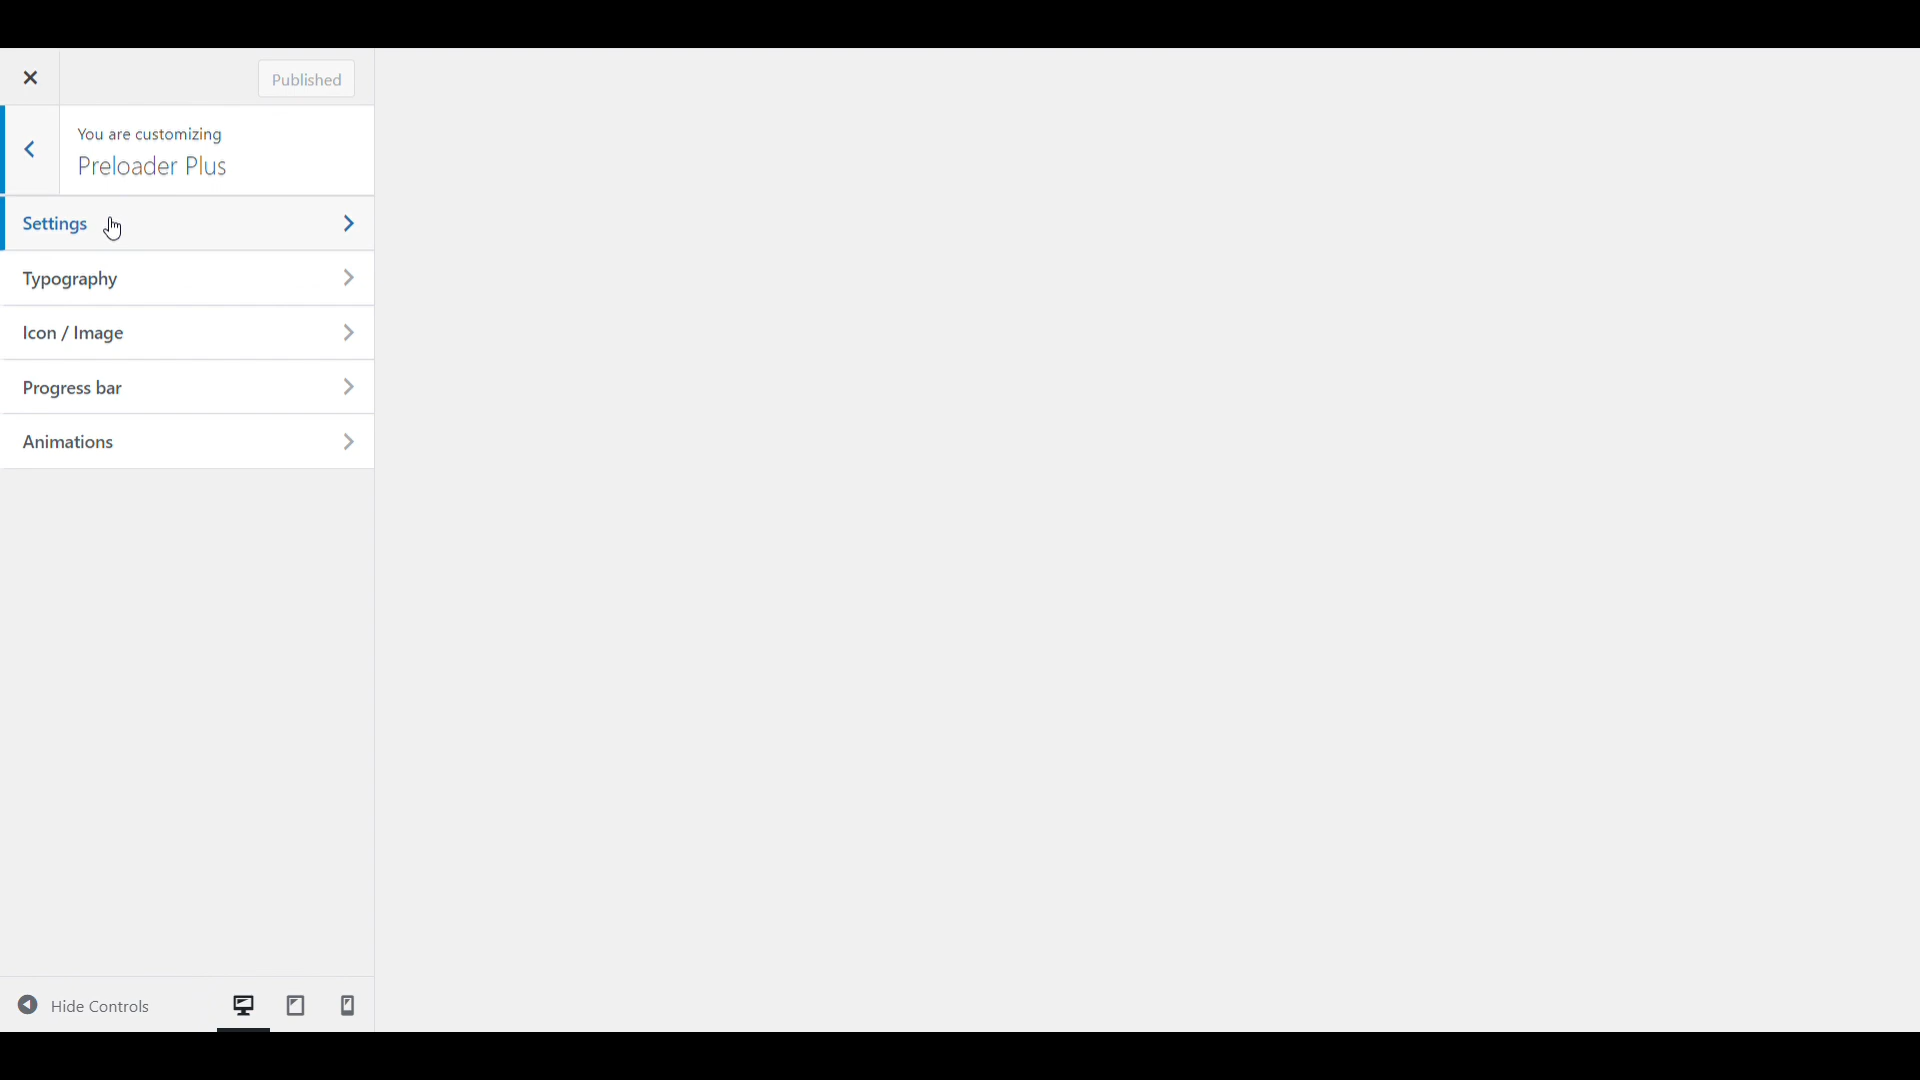 Published
You are customizing
Preloader Plus
Settings
Typography
Icon / Image
Progress bar
Animations
Hide Controls